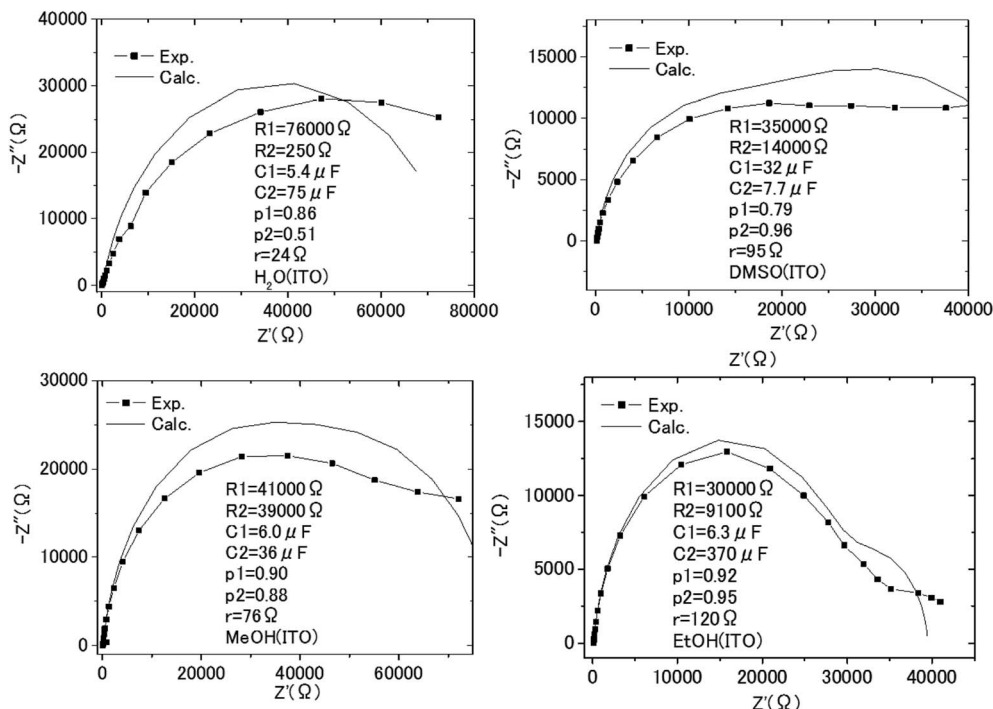 40000
30000
20000
10000
0
-Z″(Ω)
Exp.
Calc.
R1=76000Ω
R2=250Ω
C1=5.4μF
C2=75μF
p1=0.86
p2=0.51
r=24Ω
H₂O(ITO)
0 20000 40000 60000 80000
Z'(Ω)
15000
10000
5000
0
-Z″(Ω)
Exp.
Calc.
R1=35000Ω
R2=14000Ω
C1=32μF
C2=7.7μF
p1=0.79
p2=0.96
r=95Ω
DMSO(ITO)
0 10000 20000 30000 40000
Z'(Ω)
Z'(Ω)
30000
20000
10000
0
-Z″(Ω)
Exp.
Calc.
R1=41000Ω
R2=39000Ω
C1=6.0μF
C2=36μF
p1=0.90
p2=0.88
r=76Ω
MeOH(ITO)
0 20000 40000 60000
Z'(Ω)
15000
10000
5000
0
-Z″(Ω)
Exp.
Calc.
R1=30000Ω
R2=9100Ω
C1=6.3μF
C2=370μF
p1=0.92
p2=0.95
r=120Ω
EtOH(ITO)
0 10000 20000 30000 40000
Z'(Ω)